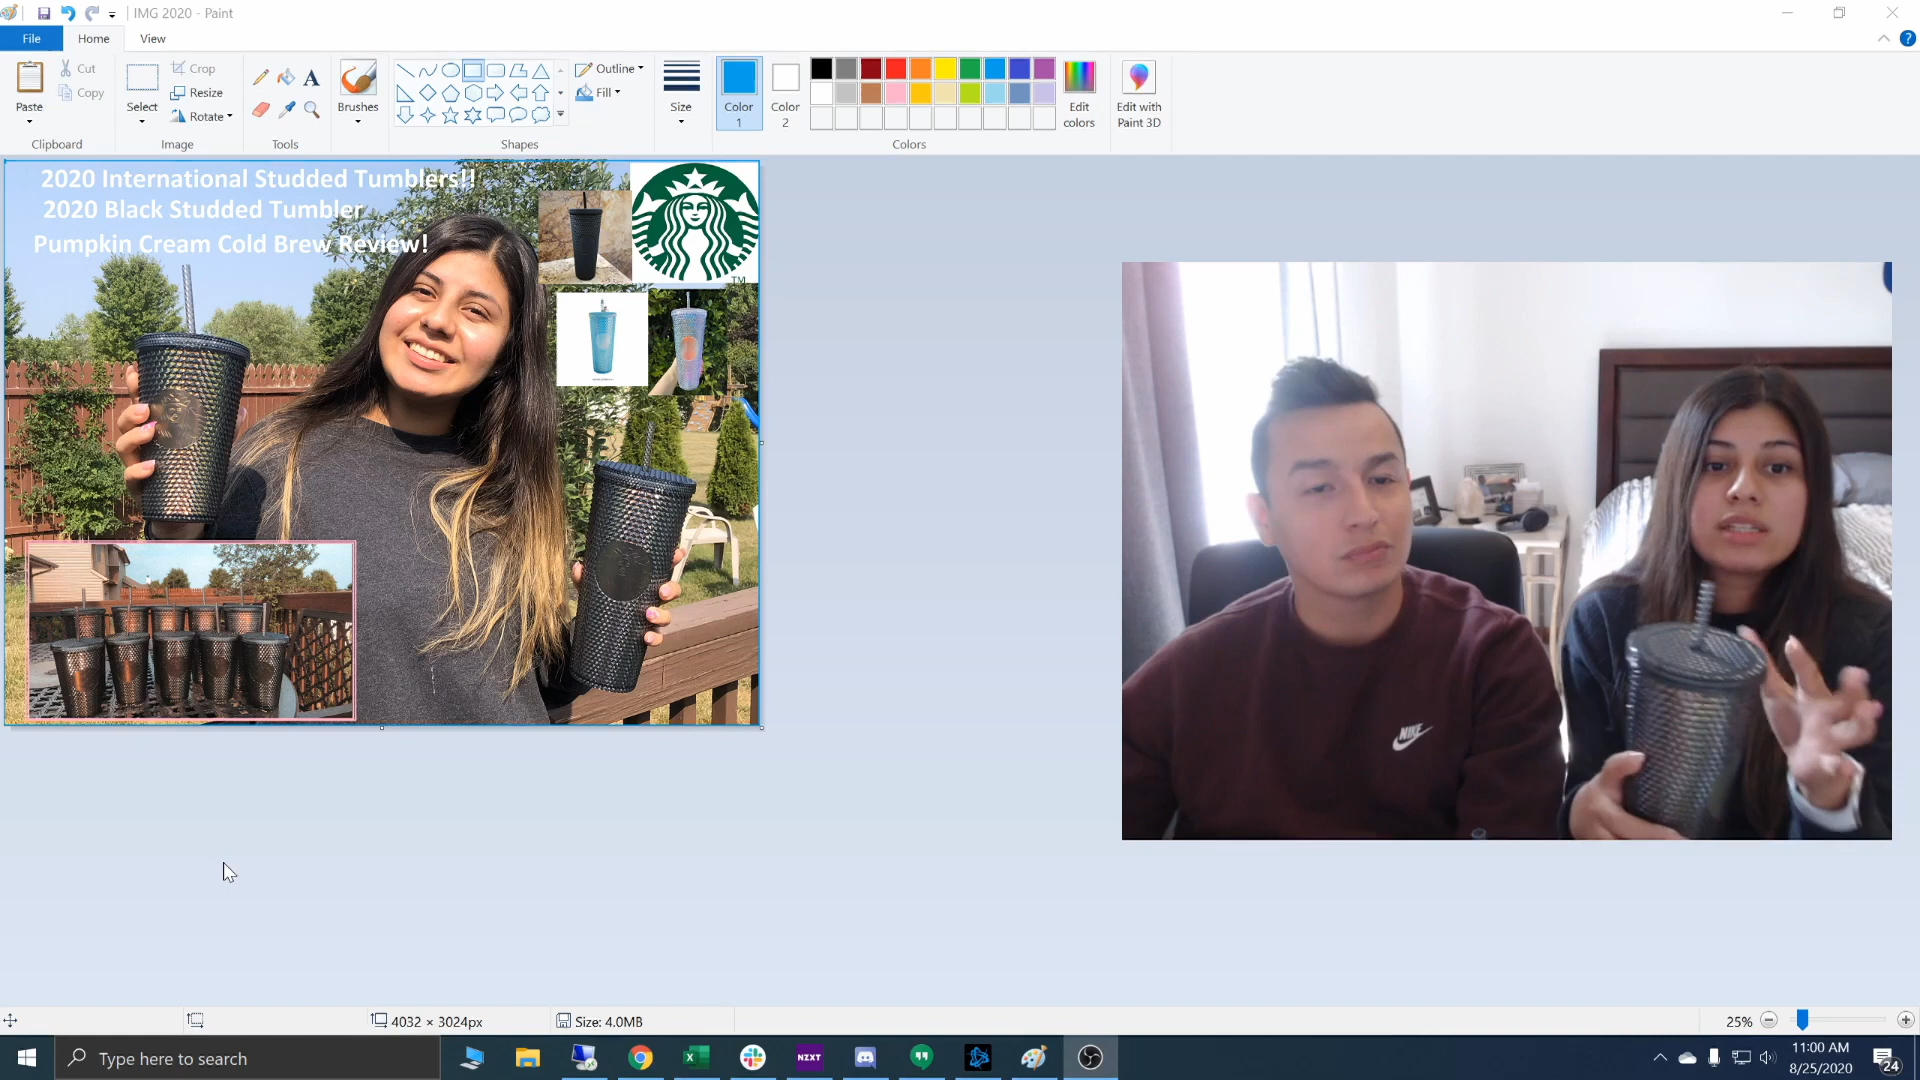 IMG 2020 - Paint
File
Home
View
Paste
Cut
Copy
Clipboard
Select
Crop
Resize
Rotate
Image
A
Tools
Brushes
Shapes
Outline
Fill
Size
Color
1
Color
2
Edit
colors
Colors
Edit with
Paint 3D
?
2020 International Studded Tumblers!!
2020 Black Studded Tumbler
Pumpkin Cream Cold Brew Review!
TM
NIKE
4032 × 3024px
Size: 4.0MB
25%
Type here to search
NZXT
11:00 AM
8/25/2020
24